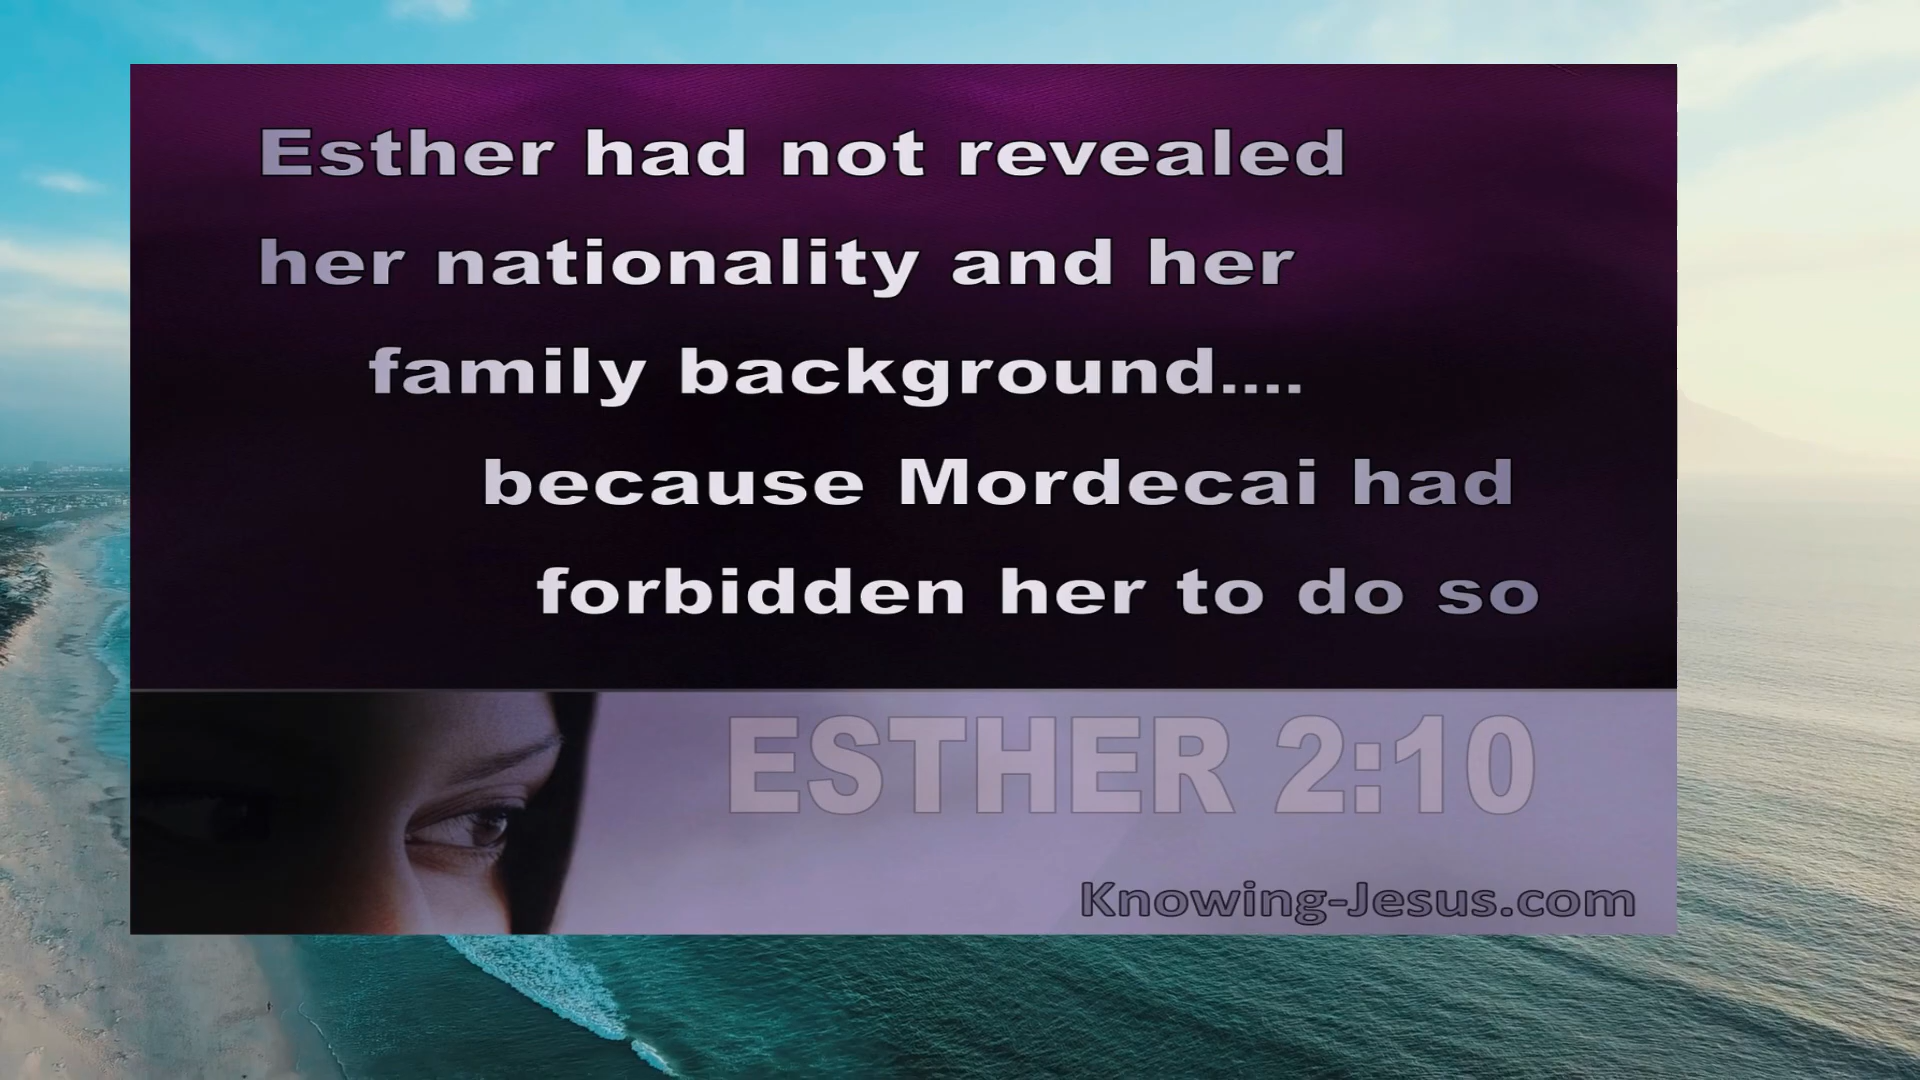 Esther had not revealed
her nationality and her
family background....
because Mordecai had
forbidden her to do so
ESTHER 2:10
Knowing-Jesus.com